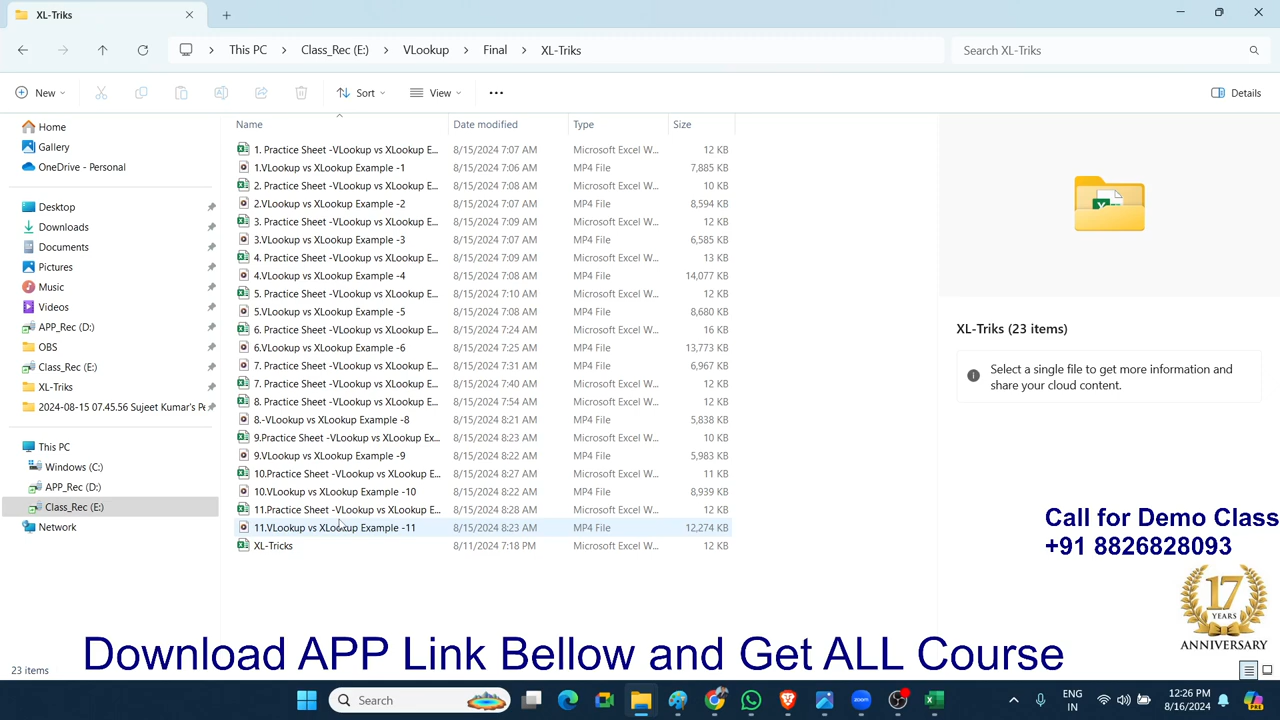 XL-Triks
This PC > Class_Rec (E:) > VLookup > Final > XL-Triks
Search XL-Triks
New
Sort
View
Details
Home
Gallery
OneDrive - Personal
Desktop
Downloads
Documents
Pictures
Music
Videos
APP_Rec (D:)
OBS
Class_Rec (E:)
XL-Triks
2024-08-15 07.45.56 Sujeet Kumar's Pe
This PC
Windows (C:)
APP_Rec (D:)
Class_Rec (E:)
Network
Name Date modified Type Size
1. Practice Sheet -VLookup vs XLookup E... 8/15/2024 7:07 AM Microsoft Excel W... 12 KB
1.VLookup vs XLookup Example -1 8/15/2024 7:06 AM MP4 File 7,885 KB
2. Practice Sheet -VLookup vs XLookup E... 8/15/2024 7:08 AM Microsoft Excel W... 10 KB
2.VLookup vs XLookup Example -2 8/15/2024 7:07 AM MP4 File 8,594 KB
3. Practice Sheet -VLookup vs XLookup E... 8/15/2024 7:09 AM Microsoft Excel W... 12 KB
3.VLookup vs XLookup Example -3 8/15/2024 7:07 AM MP4 File 6,585 KB
4. Practice Sheet -VLookup vs XLookup E... 8/15/2024 7:09 AM Microsoft Excel W... 13 KB
4.VLookup vs XLookup Example -4 8/15/2024 7:08 AM MP4 File 14,077 KB
5. Practice Sheet -VLookup vs XLookup E... 8/15/2024 7:10 AM Microsoft Excel W... 12 KB
5.VLookup vs XLookup Example -5 8/15/2024 7:08 AM MP4 File 8,680 KB
6. Practice Sheet -VLookup vs XLookup E... 8/15/2024 7:24 AM Microsoft Excel W... 16 KB
6.VLookup vs XLookup Example -6 8/15/2024 7:25 AM MP4 File 13,773 KB
7. Practice Sheet -VLookup vs XLookup E... 8/15/2024 7:31 AM Microsoft Excel W... 6,967 KB
7. Practice Sheet -VLookup vs XLookup E... 8/15/2024 7:40 AM Microsoft Excel W... 12 KB
8. Practice Sheet -VLookup vs XLookup E... 8/15/2024 7:54 AM Microsoft Excel W... 12 KB
8.-VLookup vs XLookup Example -8 8/15/2024 8:21 AM MP4 File 5,838 KB
9.Practice Sheet -VLookup vs XLookup Ex... 8/15/2024 8:23 AM Microsoft Excel W... 10 KB
9.VLookup vs XLookup Example -9 8/15/2024 8:22 AM MP4 File 5,983 KB
10.Practice Sheet -VLookup vs XLookup E... 8/15/2024 8:27 AM Microsoft Excel W... 11 KB
10.VLookup vs XLookup Example -10 8/15/2024 8:22 AM MP4 File 8,939 KB
11.Practice Sheet -VLookup vs XLookup E... 8/15/2024 8:28 AM Microsoft Excel W... 12 KB
11.VLookup vs XLookup Example -11 8/15/2024 8:23 AM MP4 File 12,274 KB
XL-Tricks 8/11/2024 7:18 PM Microsoft Excel W... 12 KB
XL-Triks (23 items)
Select a single file to get more information and
share your cloud content.
Call for Demo Class
+91 8826828093
17
YEARS
ANNIVERSARY
Download APP Link Bellow and Get ALL Course
23 items
Search
zoom
ENG
IN
12:26 PM
8/16/2024